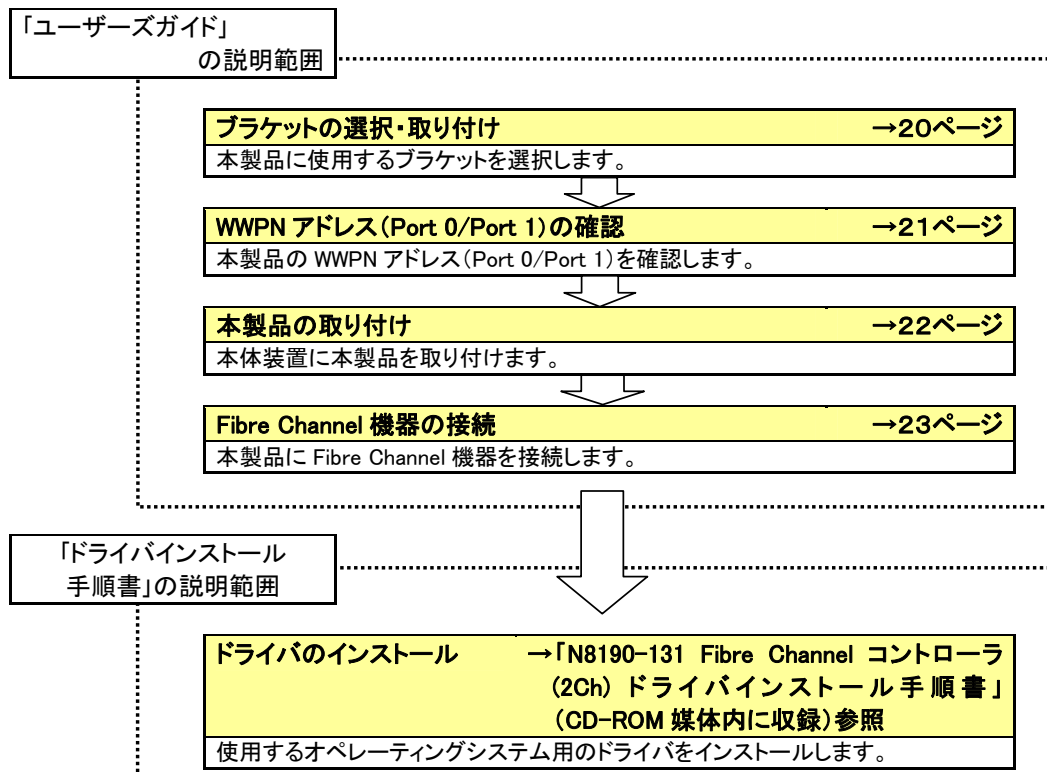 「ユーザーズガイド」
の説明範囲
ブラケットの選択・取り付け →20ページ
本製品に使用するブラケットを選択します。
WWPN アドレス(Port 0/Port 1)の確認 →21ページ
本製品の WWPN アドレス(Port 0/Port 1)を確認します。
本製品の取り付け →22ページ
本体装置に本製品を取り付けます。
Fibre Channel 機器の接続 →23ページ
本製品に Fibre Channel 機器を接続します。
「ドライバインストール
手順書」の説明範囲
ドライバのインストール →「N8190-131 Fibre Channel コントローラ
(2Ch) ドライバインストール手順書」
(CD-ROM 媒体内に収録)参照
使用するオペレーティングシステム用のドライバをインストールします。